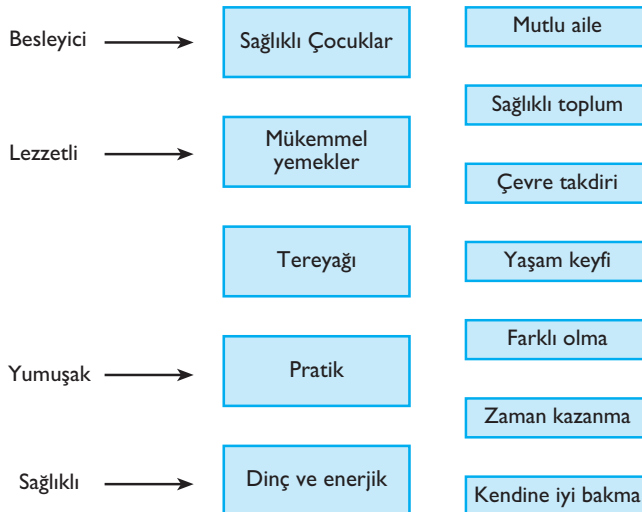 Besleyici
Sağlıklı Çocuklar
Mutlu aile
Sağlıklı toplum
Lezzetli
Mükemmel
yemekler
Çevre takdiri
Tereyağı
Yaşam keyfi
Farklı olma
Yumuşak
Pratik
Zaman kazanma
Sağlıklı
Dinç ve enerjik
Kendine iyi bakma